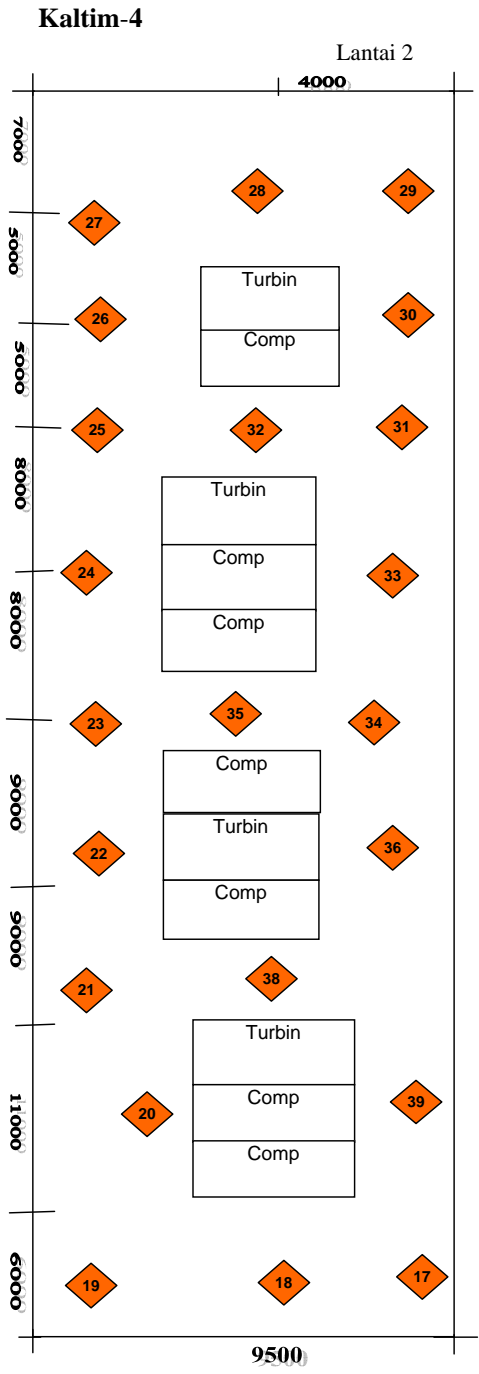 Kaltim-4
Lantai 2
4000
7000
28
29
27
5000
Turbin
26
30
Comp
5000
25
32
31
8000
Turbin
Comp
24
33
8000
Comp
35
23
34
Comp
9000
Turbin
22
36
Comp
9000
38
21
Turbin
Comp
39
20
11000
Comp
6000
17
18
19
9500